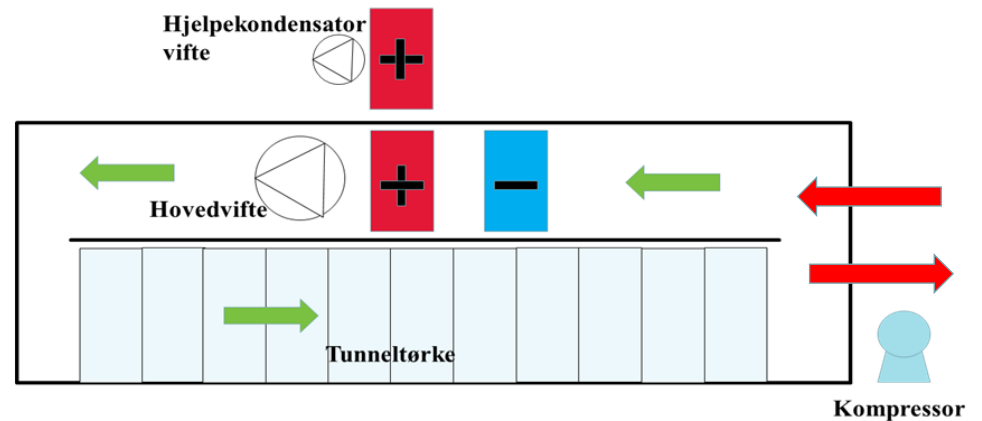 Hjelpekondensator
vifte
Hovedvifte
Tunneltørke
Kompressor